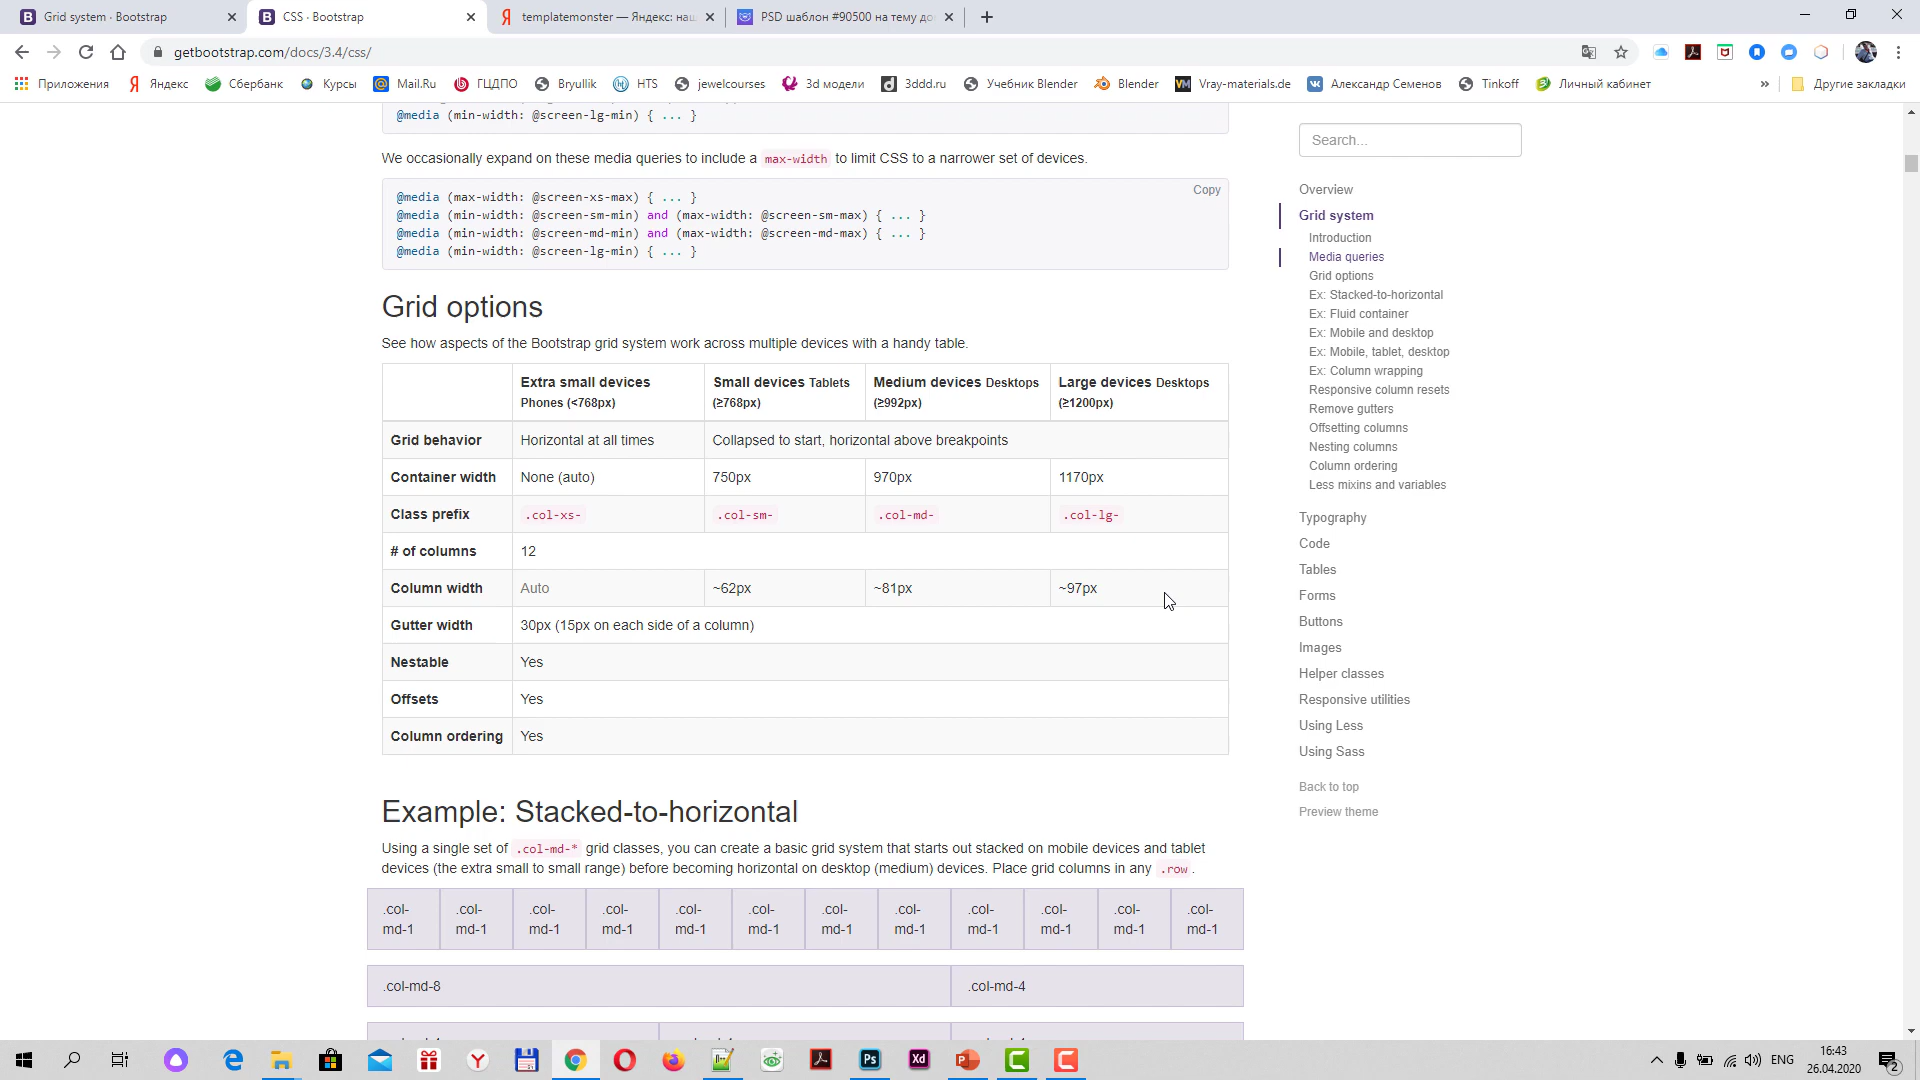 Grid system · Bootstrap
CSS · Bootstrap
templatemonster — Яндекс: наш
PSD шаблон #90500 на тему до
getbootstrap.com/docs/3.4/css/
Приложения
Яндекс
Сбербанк
Курсы
Mail.Ru
ГЦДПО
Bryullik
HTS
jewelcourses
3d модели
3ddd.ru
Учебник Blender
Blender
Vray-materials.de
Александр Семенов
Tinkoff
Личный кабинет
»
Другие закладки
@media (min-width: @screen-lg-min) { ... }
We occasionally expand on these media queries to include a max-width to limit CSS to a narrower set of devices.
Copy
@media (max-width: @screen-xs-max) { ... }
@media (min-width: @screen-sm-min) and (max-width: @screen-sm-max) { ... }
@media (min-width: @screen-md-min) and (max-width: @screen-md-max) { ... }
@media (min-width: @screen-lg-min) { ... }
Grid options
See how aspects of the Bootstrap grid system work across multiple devices with a handy table.
Extra small devices Phones (<768px)
Small devices Tablets (≥768px)
Medium devices Desktops (≥992px)
Large devices Desktops (≥1200px)
Grid behavior Horizontal at all times Collapsed to start, horizontal above breakpoints
Container width None (auto) 750px 970px 1170px
Class prefix .col-xs- .col-sm- .col-md- .col-lg-
# of columns 12
Column width Auto ~62px ~81px ~97px
Gutter width 30px (15px on each side of a column)
Nestable Yes
Offsets Yes
Column ordering Yes
Example: Stacked-to-horizontal
Using a single set of .col-md-* grid classes, you can create a basic grid system that starts out stacked on mobile devices and tablet
devices (the extra small to small range) before becoming horizontal on desktop (medium) devices. Place grid columns in any .row .
.col- .col- .col- .col- .col- .col- .col- .col- .col- .col- .col- .col-
md-1 md-1 md-1 md-1 md-1 md-1 md-1 md-1 md-1 md-1 md-1 md-1
.col-md-8 .col-md-4
Search...
Overview
Grid system
Introduction
Media queries
Grid options
Ex: Stacked-to-horizontal
Ex: Fluid container
Ex: Mobile and desktop
Ex: Mobile, tablet, desktop
Ex: Column wrapping
Responsive column resets
Remove gutters
Offsetting columns
Nesting columns
Column ordering
Less mixins and variables
Typography
Code
Tables
Forms
Buttons
Images
Helper classes
Responsive utilities
Using Less
Using Sass
Back to top
Preview theme
Ps
Xd
ENG
16:43
26.04.2020
2